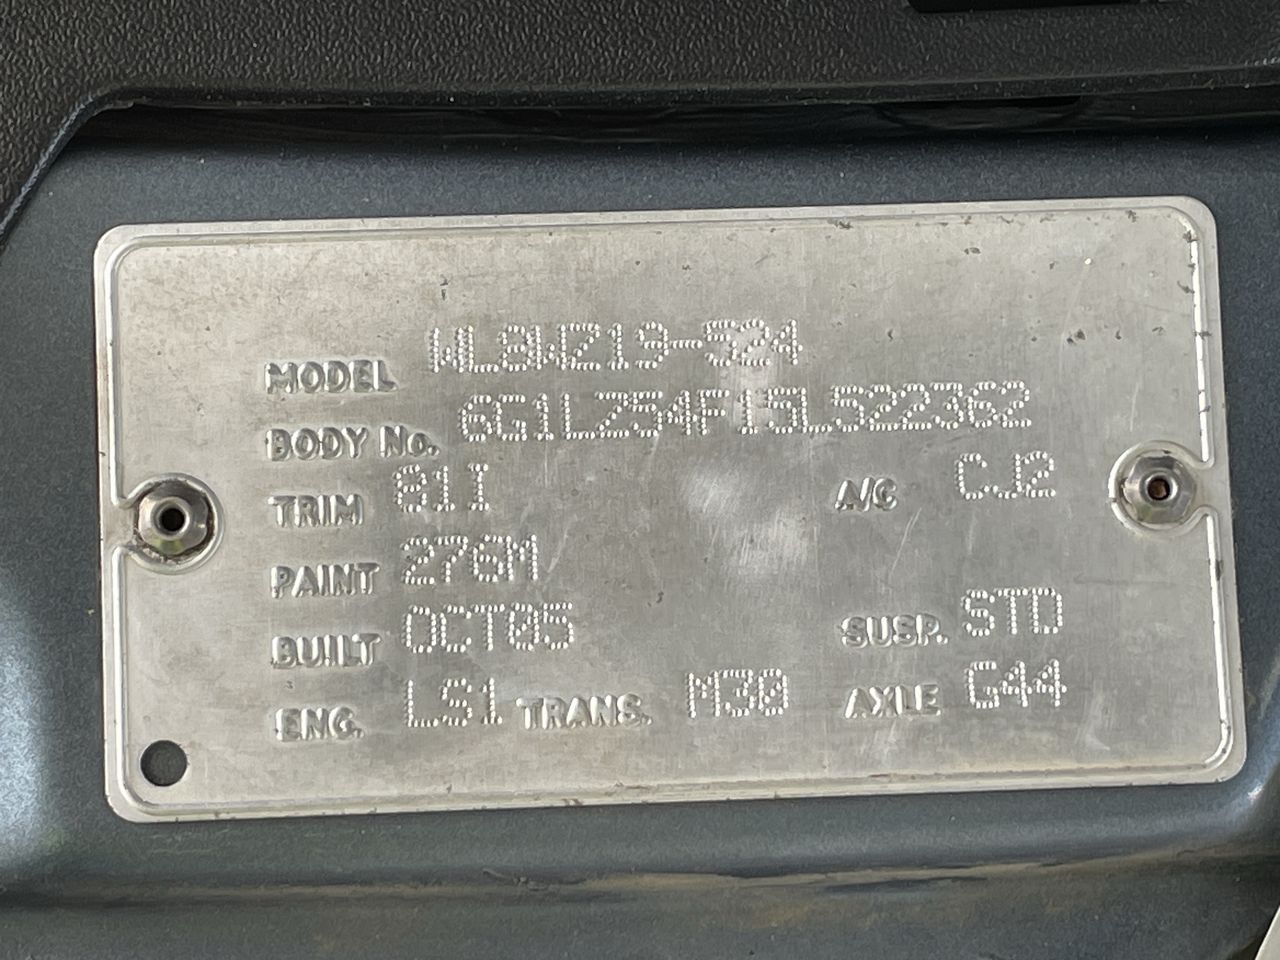 MODEL WL8WZ19-524
BODY No. 6G1LZ54F15L522362
TRIM 81I A/C CJ2
PAINT 276M
BUILT OCT05 SUSP. STD
ENG. LS1 TRANS. M30 AXLE G44